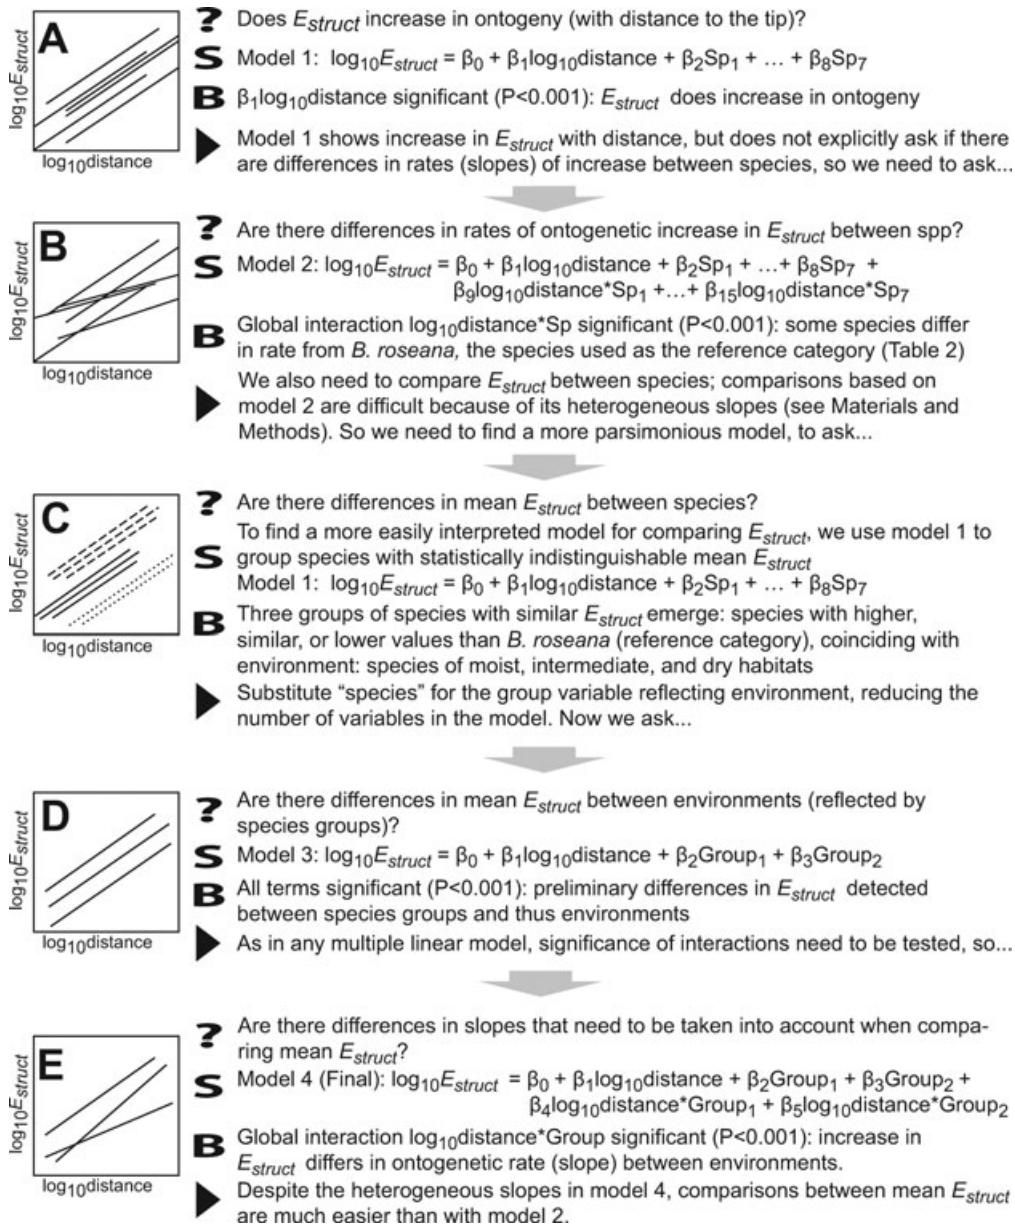 A
log10Estruct
log10distance
? Does Estruct increase in ontogeny (with distance to the tip)?
S Model 1: log10Estruct = β0 + β1log10distance + β2Sp1 + … + β8Sp7
B β1log10distance significant (P<0.001): Estruct does increase in ontogeny
Model 1 shows increase in Estruct with distance, but does not explicitly ask if there
are differences in rates (slopes) of increase between species, so we need to ask...
B
log10Estruct
log10distance
? Are there differences in rates of ontogenetic increase in Estruct between spp?
S Model 2: log10Estruct = β0 + β1log10distance + β2Sp1 + …+ β8Sp7 +
β9log10distance*Sp1 +…+ β15log10distance*Sp7
B Global interaction log10distance*Sp significant (P<0.001): some species differ
in rate from B. roseana, the species used as the reference category (Table 2)
We also need to compare Estruct between species; comparisons based on
model 2 are difficult because of its heterogeneous slopes (see Materials and
Methods). So we need to find a more parsimonious model, to ask...
C
log10Estruct
log10distance
? Are there differences in mean Estruct between species?
S To find a more easily interpreted model for comparing Estruct, we use model 1 to
group species with statistically indistinguishable mean Estruct
Model 1: log10Estruct = β0 + β1log10distance + β2Sp1 + … + β8Sp7
B Three groups of species with similar Estruct emerge: species with higher,
similar, or lower values than B. roseana (reference category), coinciding with
environment: species of moist, intermediate, and dry habitats
Substitute “species” for the group variable reflecting environment, reducing the
number of variables in the model. Now we ask...
D
log10Estruct
log10distance
? Are there differences in mean Estruct between environments (reflected by
species groups)?
S Model 3: log10Estruct = β0 + β1log10distance + β2Group1 + β3Group2
B All terms significant (P<0.001): preliminary differences in Estruct detected
between species groups and thus environments
As in any multiple linear model, significance of interactions need to be tested, so...
E
log10Estruct
log10distance
? Are there differences in slopes that need to be taken into account when compa-
ring mean Estruct?
S Model 4 (Final): log10Estruct = β0 + β1log10distance + β2Group1 + β3Group2 +
β4log10distance*Group1 + β5log10distance*Group2
B Global interaction log10distance*Group significant (P<0.001): increase in
Estruct differs in ontogenetic rate (slope) between environments.
Despite the heterogeneous slopes in model 4, comparisons between mean Estruct
are much easier than with model 2.